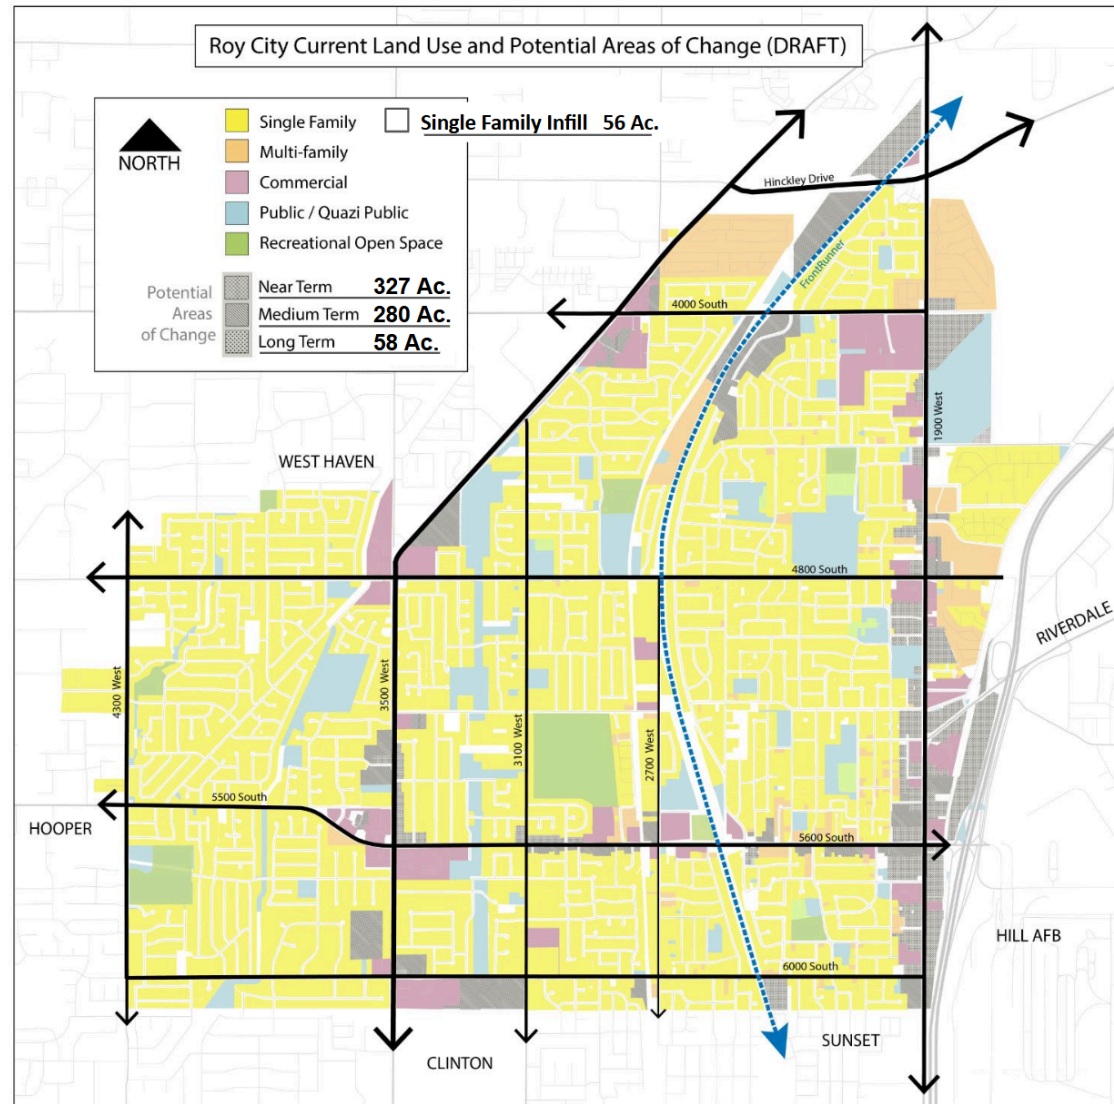 Roy City Current Land Use and Potential Areas of Change (DRAFT)
NORTH
Single Family
Single Family Infill 56 Ac.
Multi-family
Commercial
Public / Quazi Public
Recreational Open Space
Potential
Areas
of Change
Near Term 327 Ac.
Medium Term 280 Ac.
Long Term 58 Ac.
Hinckley Drive
FrontRunner
4000 South
1900 West
WEST HAVEN
4800 South
RIVERDALE
4300 West
3500 West
3100 West
2700 West
5500 South
HOOPER
5600 South
HILL AFB
6000 South
SUNSET
CLINTON